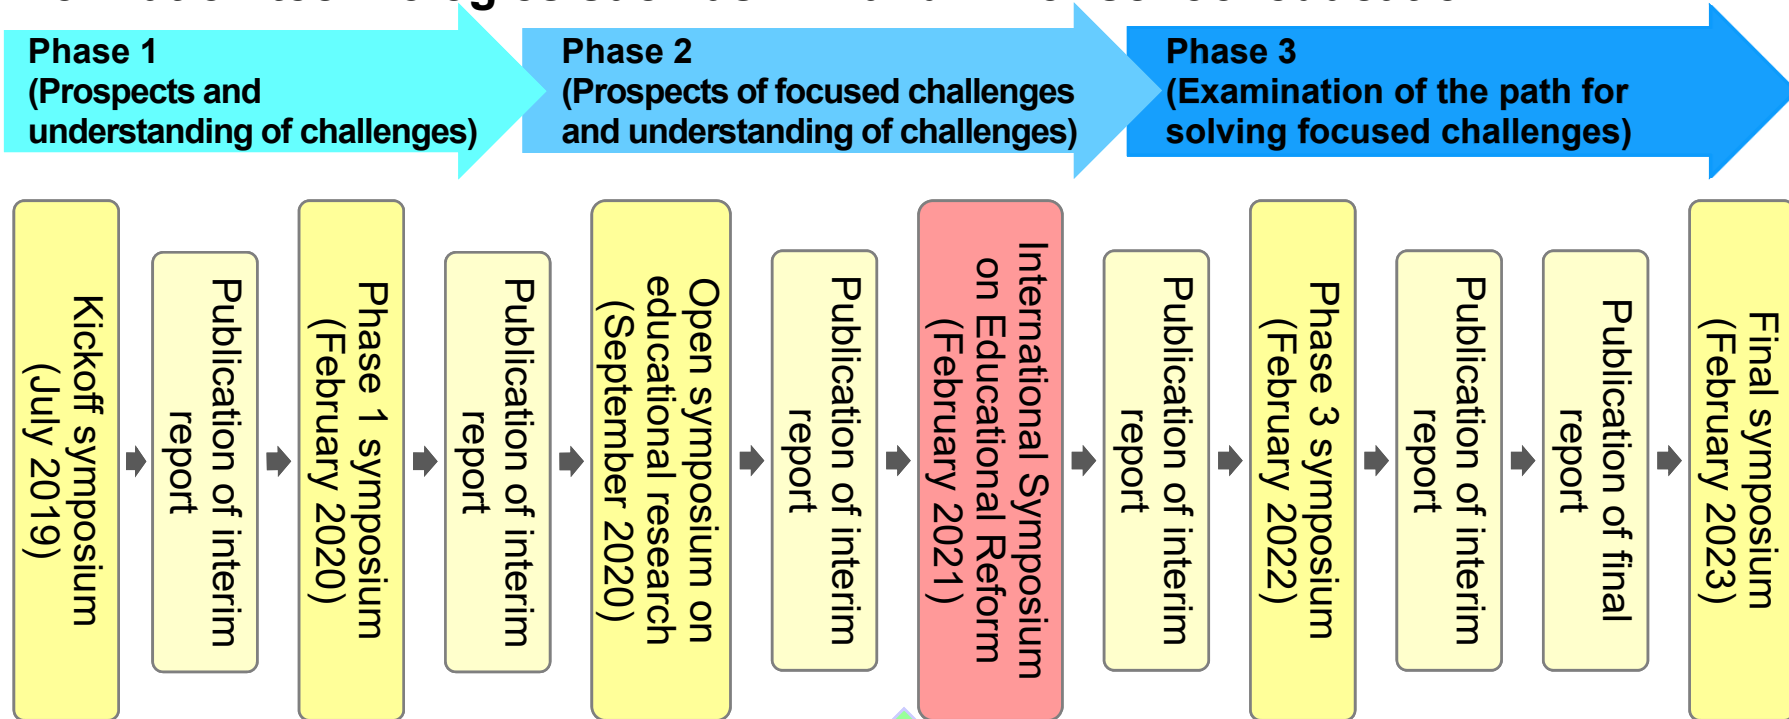 Phase 1
(Prospects and
understanding of challenges)
Phase 2
(Prospects of focused challenges
and understanding of challenges)
Phase 3
(Examination of the path for
solving focused challenges)
Kickoff symposium
(July 2019)
Publication of interim
report
Phase 1 symposium
(February 2020)
Publication of interim
report
Open symposium on
educational research
(September 2020)
Publication of interim
report
International Symposium
on Educational Reform
(February 2021)
Publication of interim
report
Phase 3 symposium
(February 2022)
Publication of interim
report
Publication of final
report
Final symposium
(February 2023)